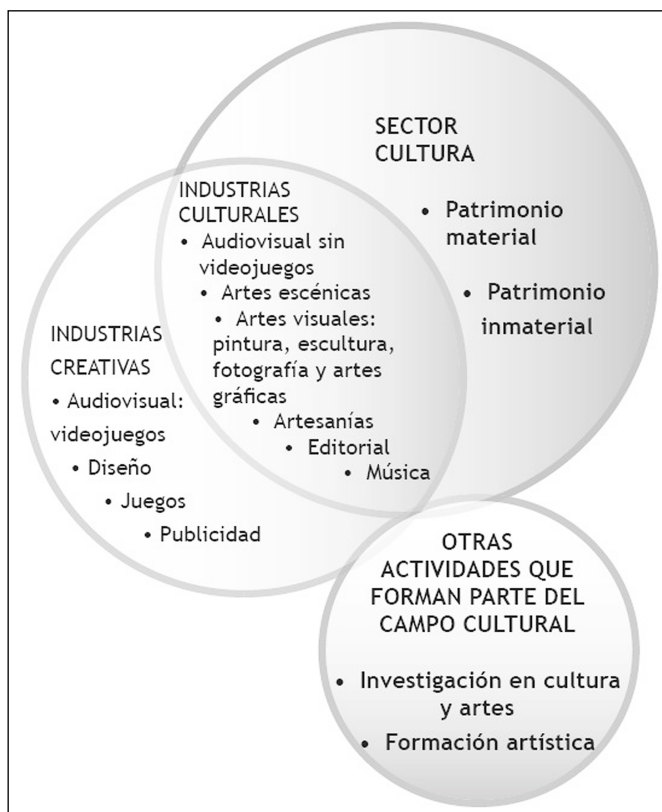 SECTOR
CULTURA
• Patrimonio
material
• Patrimonio
inmaterial
INDUSTRIAS
CULTURALES
• Audiovisual sin
videojuegos
• Artes escénicas
• Artes visuales:
pintura, escultura,
fotografía y artes
gráficas
• Artesanías
• Editorial
• Música
INDUSTRIAS
CREATIVAS
• Audiovisual:
videojuegos
• Diseño
• Juegos
• Publicidad
OTRAS
ACTIVIDADES QUE
FORMAN PARTE DEL
CAMPO CULTURAL
• Investigación en cultura
y artes
• Formación artística